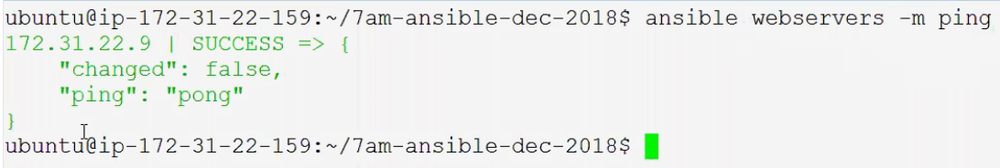 ubuntu@ip-172-31-22-159:~/7am-ansible-dec-2018$ ansible webservers -m ping
172.31.22.9 | SUCCESS => {
    "changed": false,
    "ping": "pong"
}
ubuntu@ip-172-31-22-159:~/7am-ansible-dec-2018$